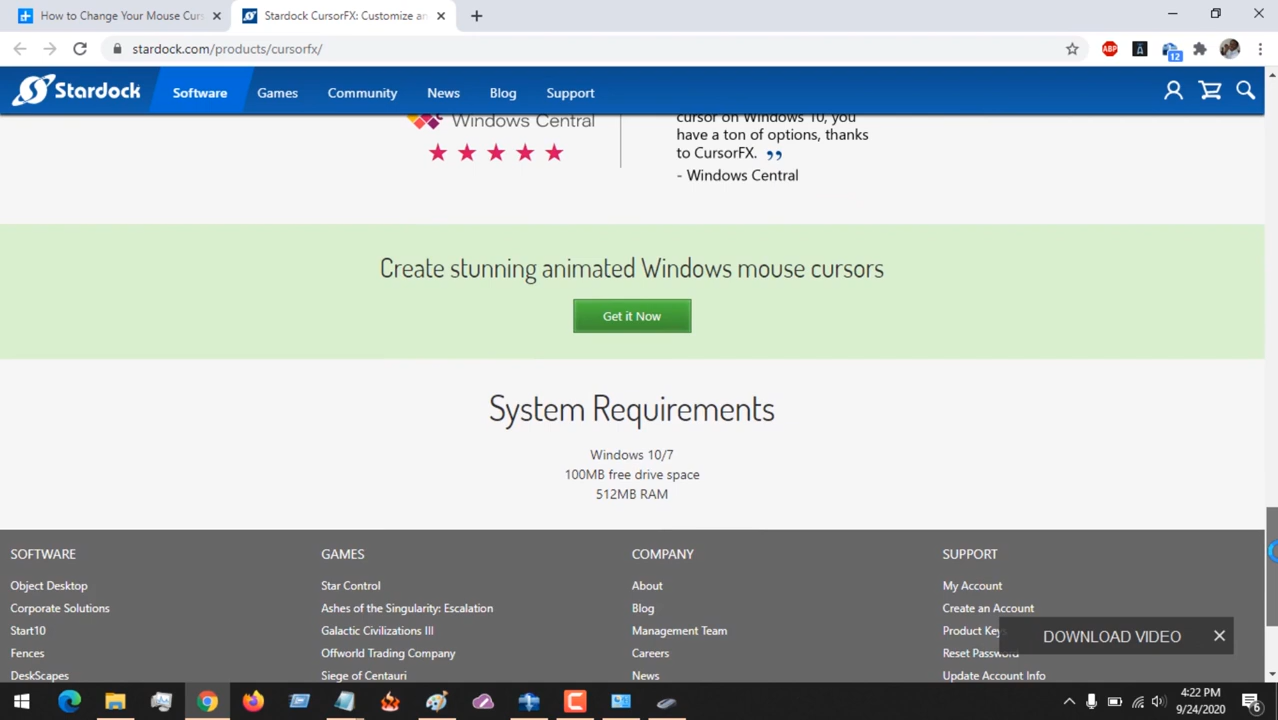 How to Change Your Mouse Curs
Stardock CursorFX: Customize an
stardock.com/products/cursorfx/
ABP
12
Stardock
Software
Games
Community
News
Blog
Support
Windows Central
cursor on Windows 10, you
have a ton of options, thanks
to CursorFX. ”
- Windows Central
Create stunning animated Windows mouse cursors
Get it Now
System Requirements
Windows 10/7
100MB free drive space
512MB RAM
SOFTWARE
Object Desktop
Corporate Solutions
Start10
Fences
DeskScapes
GAMES
Star Control
Ashes of the Singularity: Escalation
Galactic Civilizations III
Offworld Trading Company
Siege of Centauri
COMPANY
About
Blog
Management Team
Careers
News
SUPPORT
My Account
Create an Account
Product Keys
Reset Password
Update Account Info
DOWNLOAD VIDEO
4:22 PM
9/24/2020
6